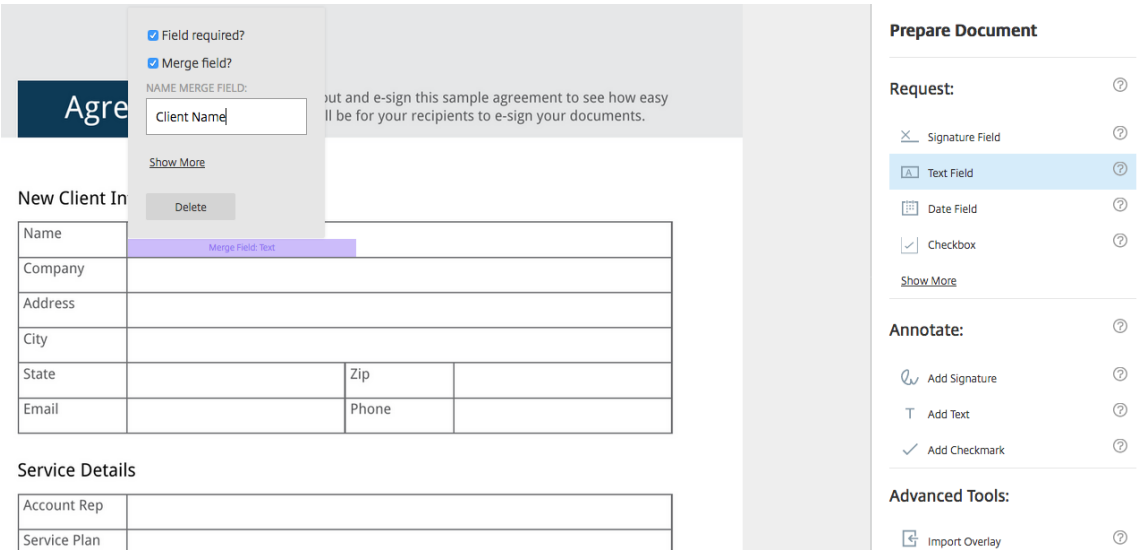 Field required?
Merge field?
NAME MERGE FIELD:
Client Name
Show More
Delete
Agre
out and e-sign this sample agreement to see how easy
ll be for your recipients to e-sign your documents.
New Client In
Name
Merge Field: Text
Company
Address
City
State
Zip
Email
Phone
Service Details
Account Rep
Service Plan
Prepare Document
Request:
?
Signature Field
?
A Text Field
?
Date Field
?
Checkbox
?
Show More
Annotate:
?
Add Signature
?
T Add Text
?
Add Checkmark
?
Advanced Tools:
Import Overlay
?